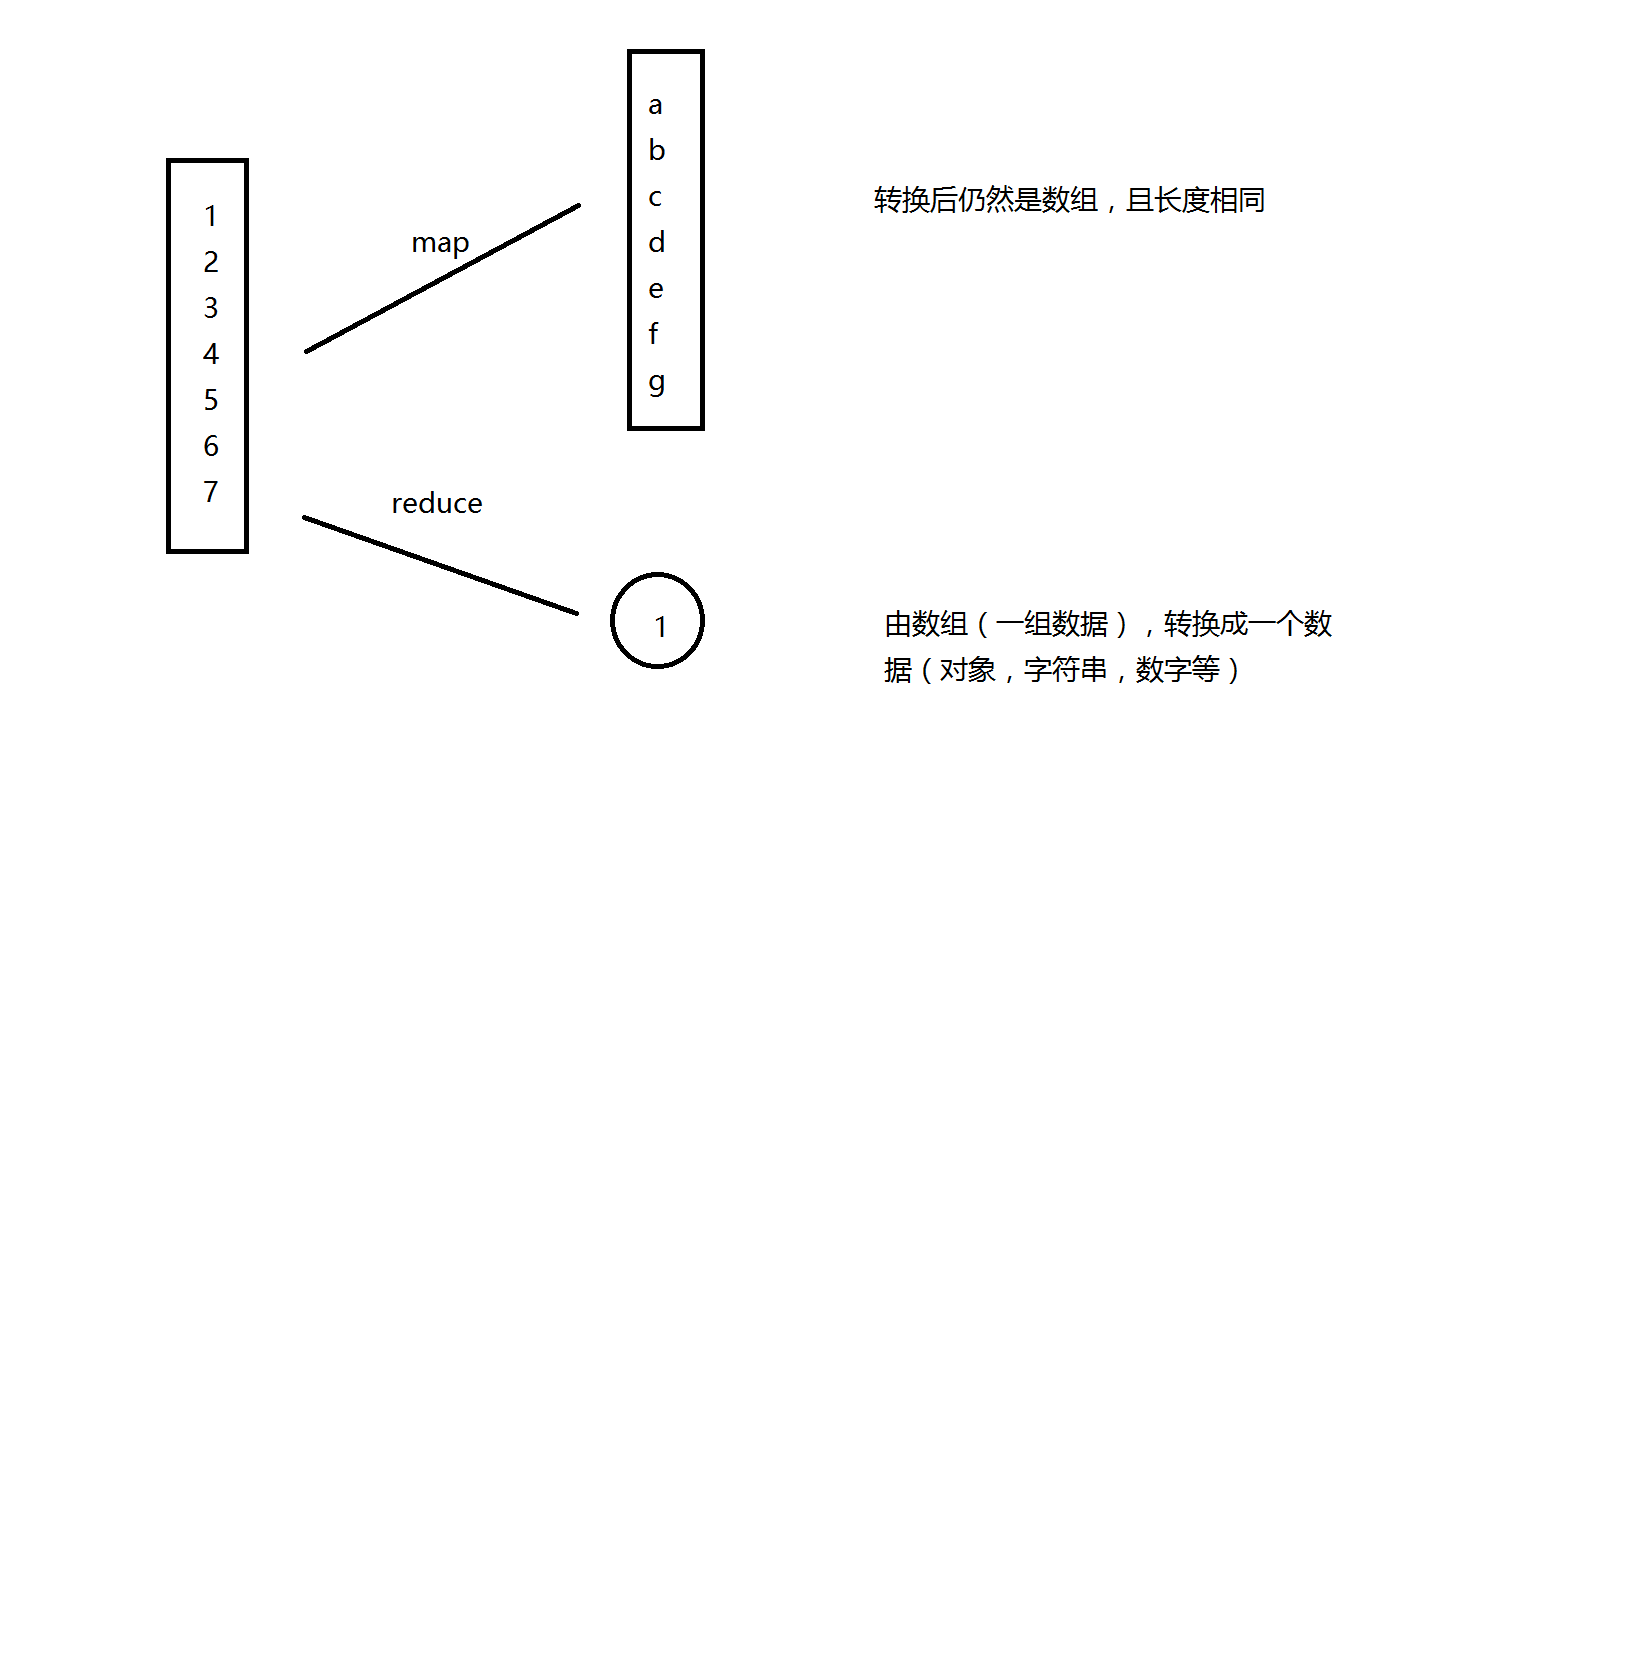 1
2
3
4
5
6
7
map
a
b
c
d
e
f
g
转换后仍然是数组，且长度相同
reduce
1
由数组（一组数据），转换成一个数
据（对象，字符串，数字等）